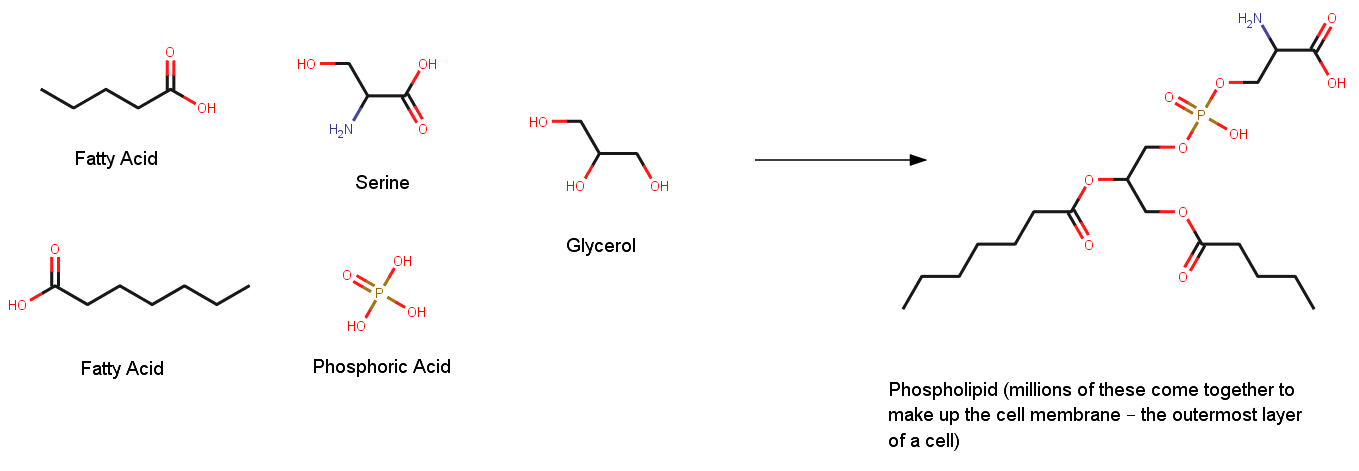 O
OH
Fatty Acid
HO
OH
H₂N
O
Serine
HO
HO
OH
Glycerol
O
HO
Fatty Acid
OH
O
P
OH
HO
Phosphoric Acid
H₂N
O
O
OH
O
P
OH
O
O
O
O
O
Phospholipid (millions of these come together to
make up the cell membrane – the outermost layer
of a cell)